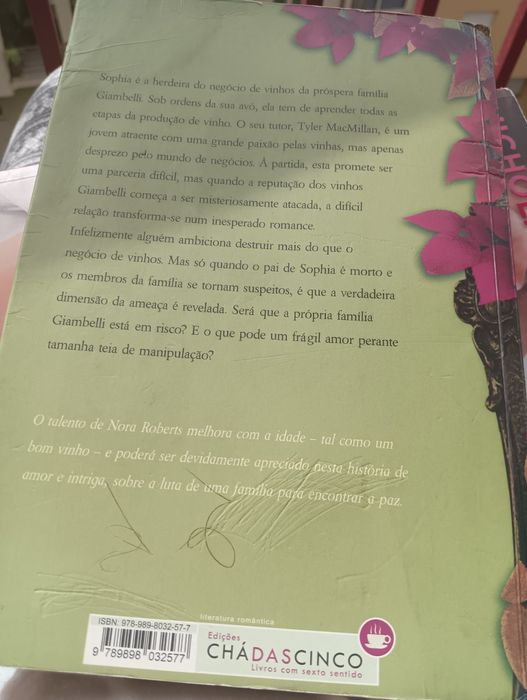 Sophia é a herdeira do negócio de vinhos da próspera família
Giambelli. Sob ordens da sua avó, ela tem de aprender todas as
etapas da produção de vinho. O seu tutor, Tyler MacMillan, é um
jovem atraente com uma grande paixão pelas vinhas, mas apenas
desprezo pelo mundo de negócios. À partida, esta promete ser
uma parceria difícil, mas quando a reputação dos vinhos
Giambelli começa a ser misteriosamente atacada, a difícil
relação transforma-se num inesperado romance.
Infelizmente alguém ambiciona destruir mais do que o
negócio de vinhos. Mas só quando o pai de Sophia é morto e
os membros da família se tornam suspeitos, é que a verdadeira
dimensão da ameaça é revelada. Será que a própria família
Giambelli está em risco? E o que pode um frágil amor perante
tamanha teia de manipulação?
O talento de Nora Roberts melhora com a idade – tal como um
bom vinho – e poderá ser devidamente apreciado nesta história de
amor e intriga, sobre a luta de uma família para encontrar a paz.
literatura romântica
ISBN: 978-989-8032-57-7
9 789898 032577
Edições
CHÁDASCINCO
Livros com sexto sentido